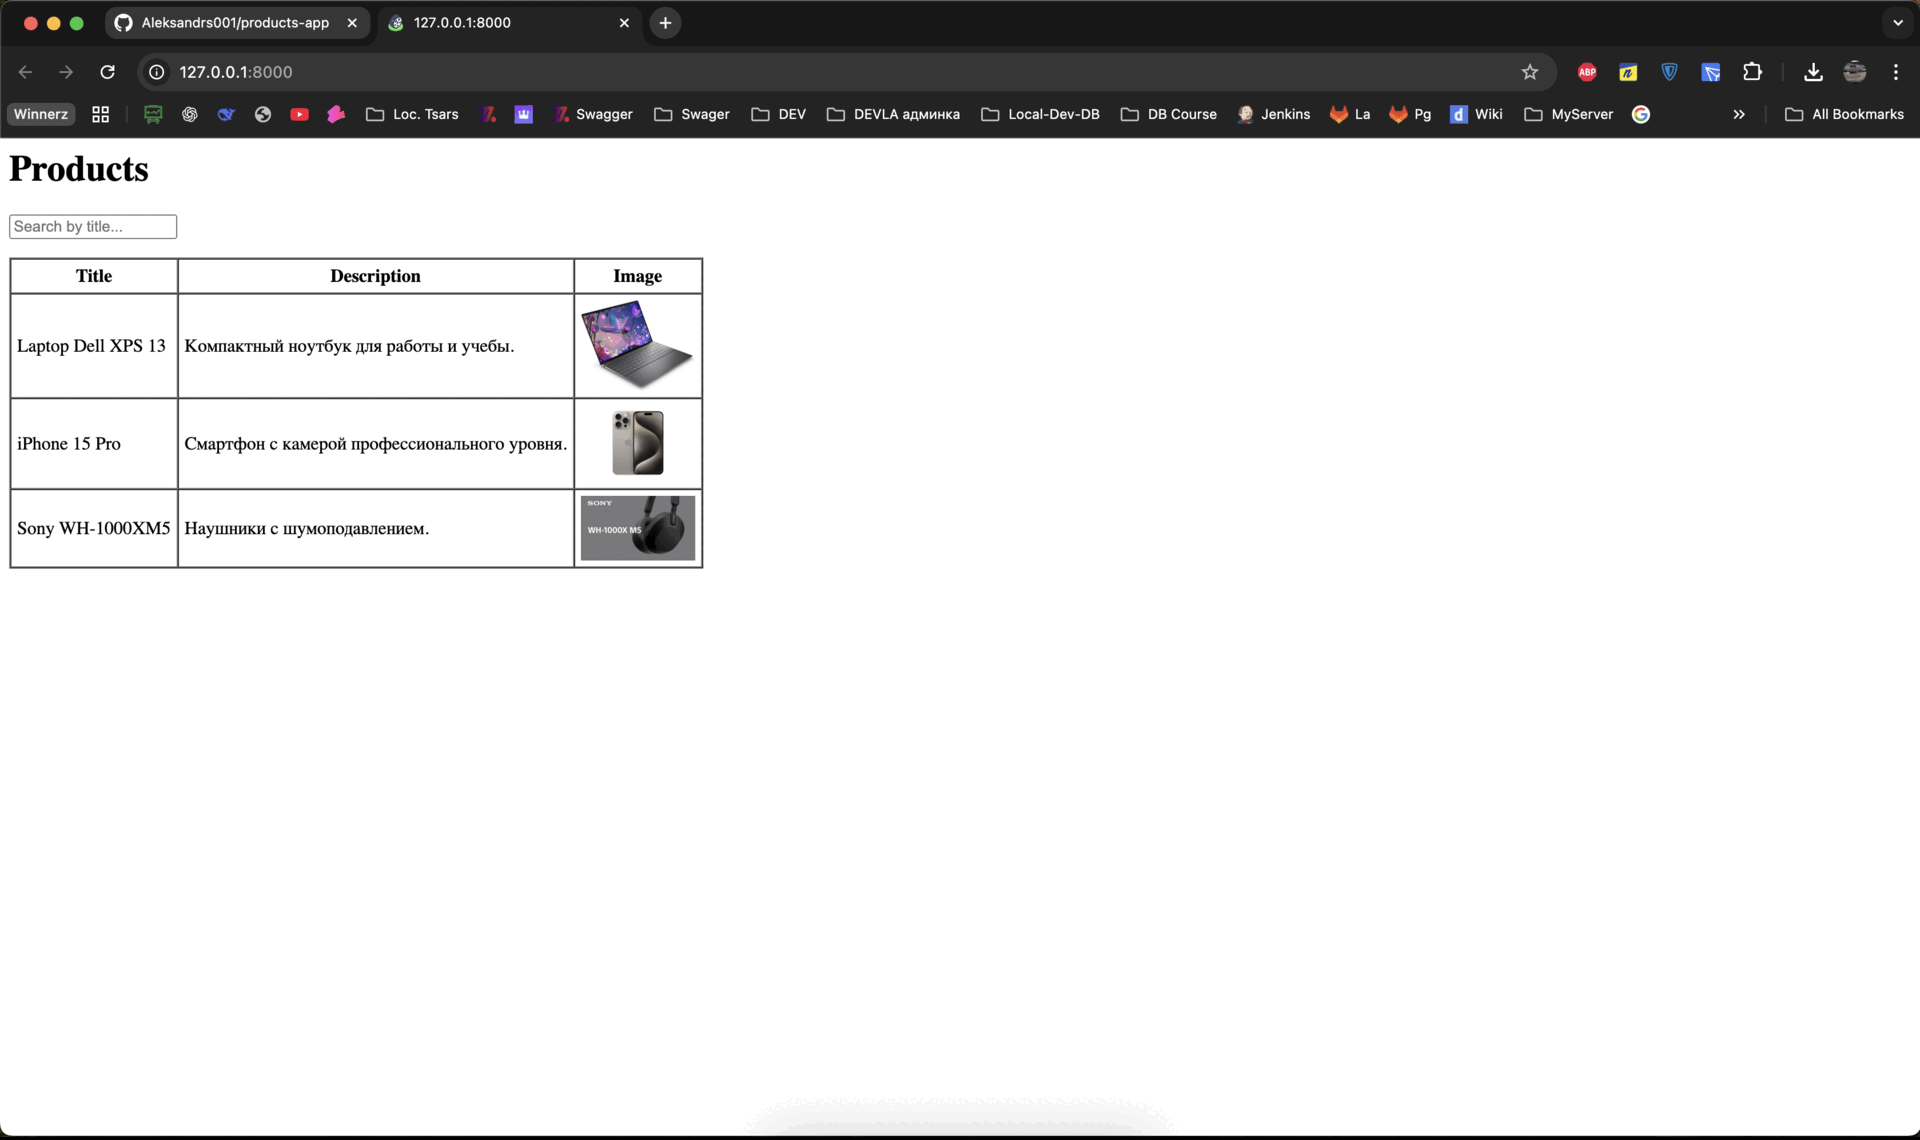 Aleksandrs001/products-app
127.0.0.1:8000
127.0.0.1:8000
ABP
n
Winnerz
Loc. Tsars
Swagger
Swager
DEV
DEVLA админка
Local-Dev-DB
DB Course
Jenkins
La
Pg
d Wiki
MyServer
All Bookmarks
Products
Search by title...
Title Description Image
Laptop Dell XPS 13 Компактный ноутбук для работы и учебы.
iPhone 15 Pro Смартфон с камерой профессионального уровня.
Sony WH-1000XM5 Наушники с шумоподавлением.
SONY
WH-1000X M5